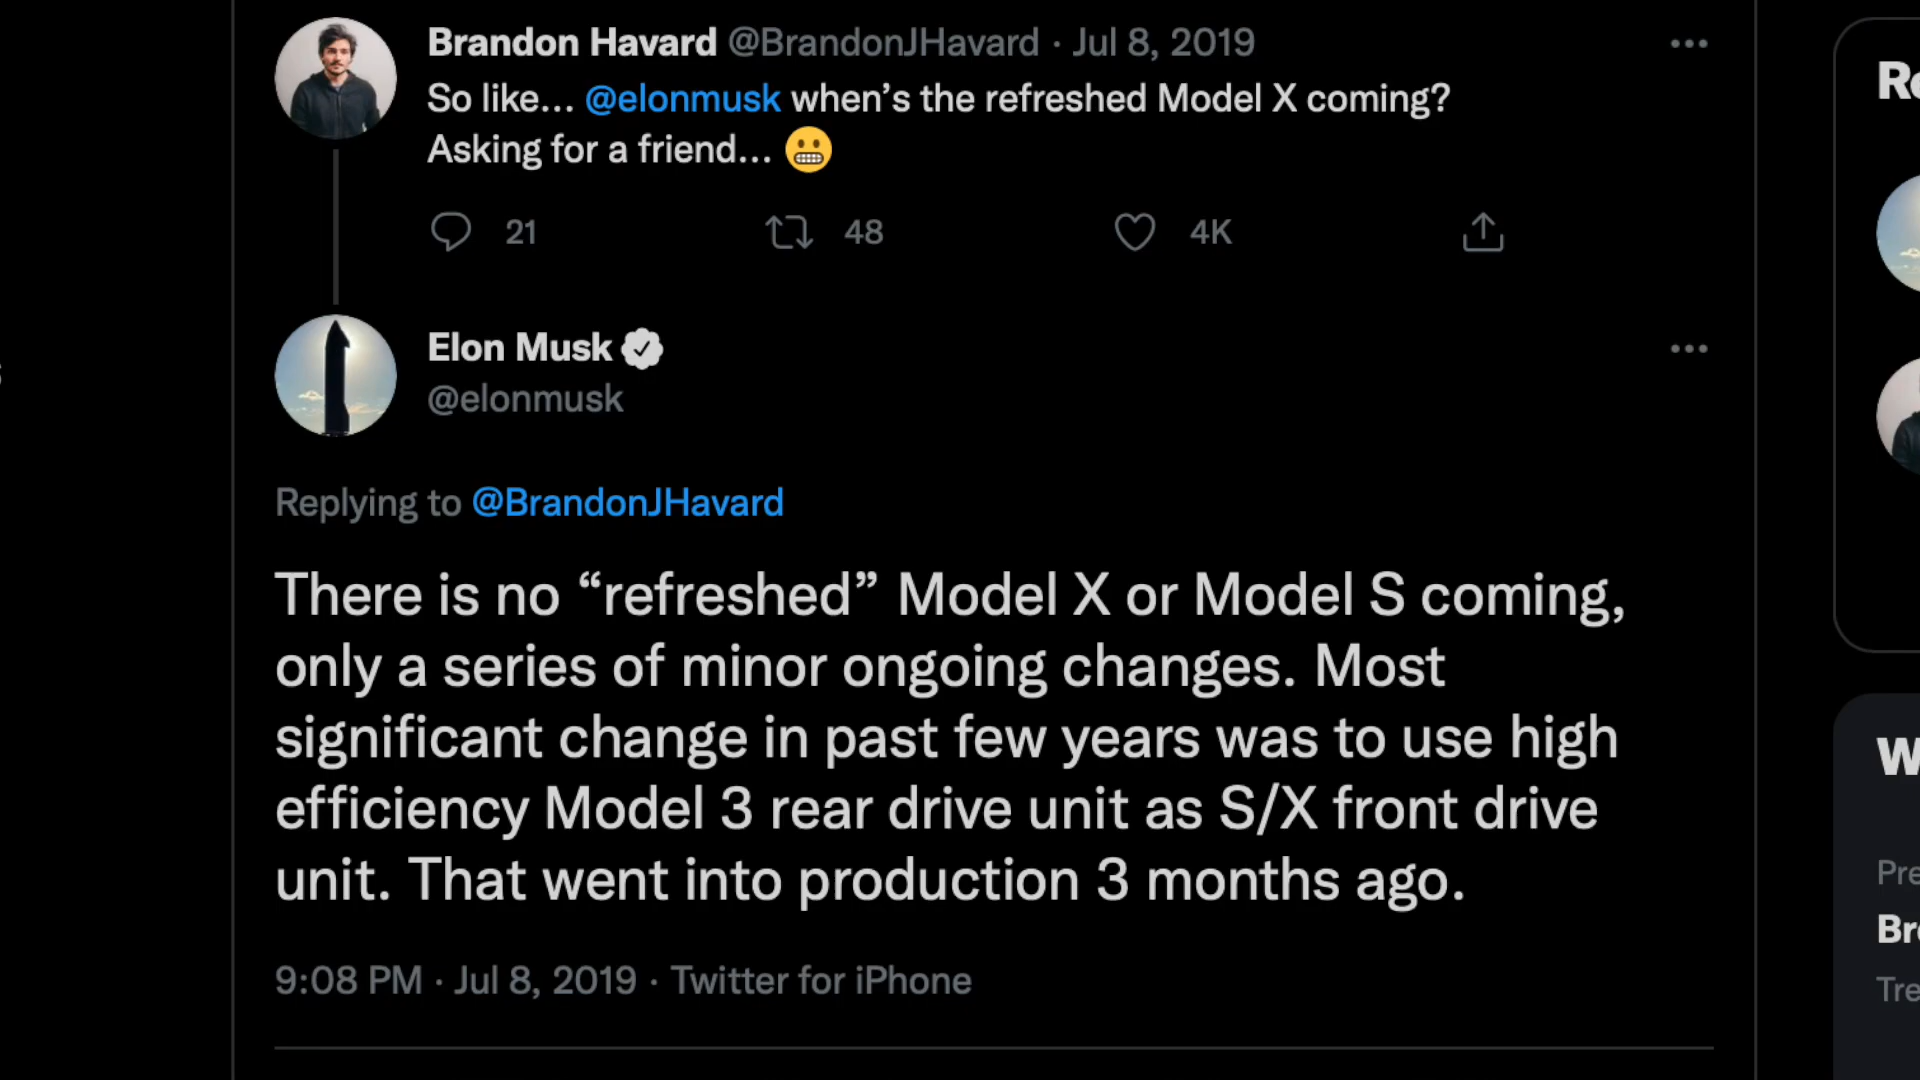 Brandon Havard @BrandonJHavard · Jul 8, 2019
So like... @elonmusk when’s the refreshed Model X coming?
Asking for a friend... 😬
21 48 4K
Elon Musk
@elonmusk
Replying to @BrandonJHavard
There is no “refreshed” Model X or Model S coming,
only a series of minor ongoing changes. Most
significant change in past few years was to use high
efficiency Model 3 rear drive unit as S/X front drive
unit. That went into production 3 months ago.
9:08 PM · Jul 8, 2019 · Twitter for iPhone